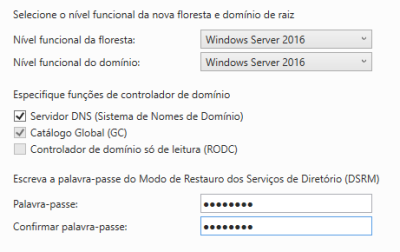 Selecione o nível funcional da nova floresta e domínio de raiz
Nível funcional da floresta: Windows Server 2016
Nível funcional do domínio: Windows Server 2016
Especifique funções de controlador de domínio
Servidor DNS (Sistema de Nomes de Domínio)
Catálogo Global (GC)
Controlador de domínio só de leitura (RODC)
Escreva a palavra-passe do Modo de Restauro dos Serviços de Diretório (DSRM)
Palavra-passe: ●●●●●●●●
Confirmar palavra-passe: ●●●●●●●●